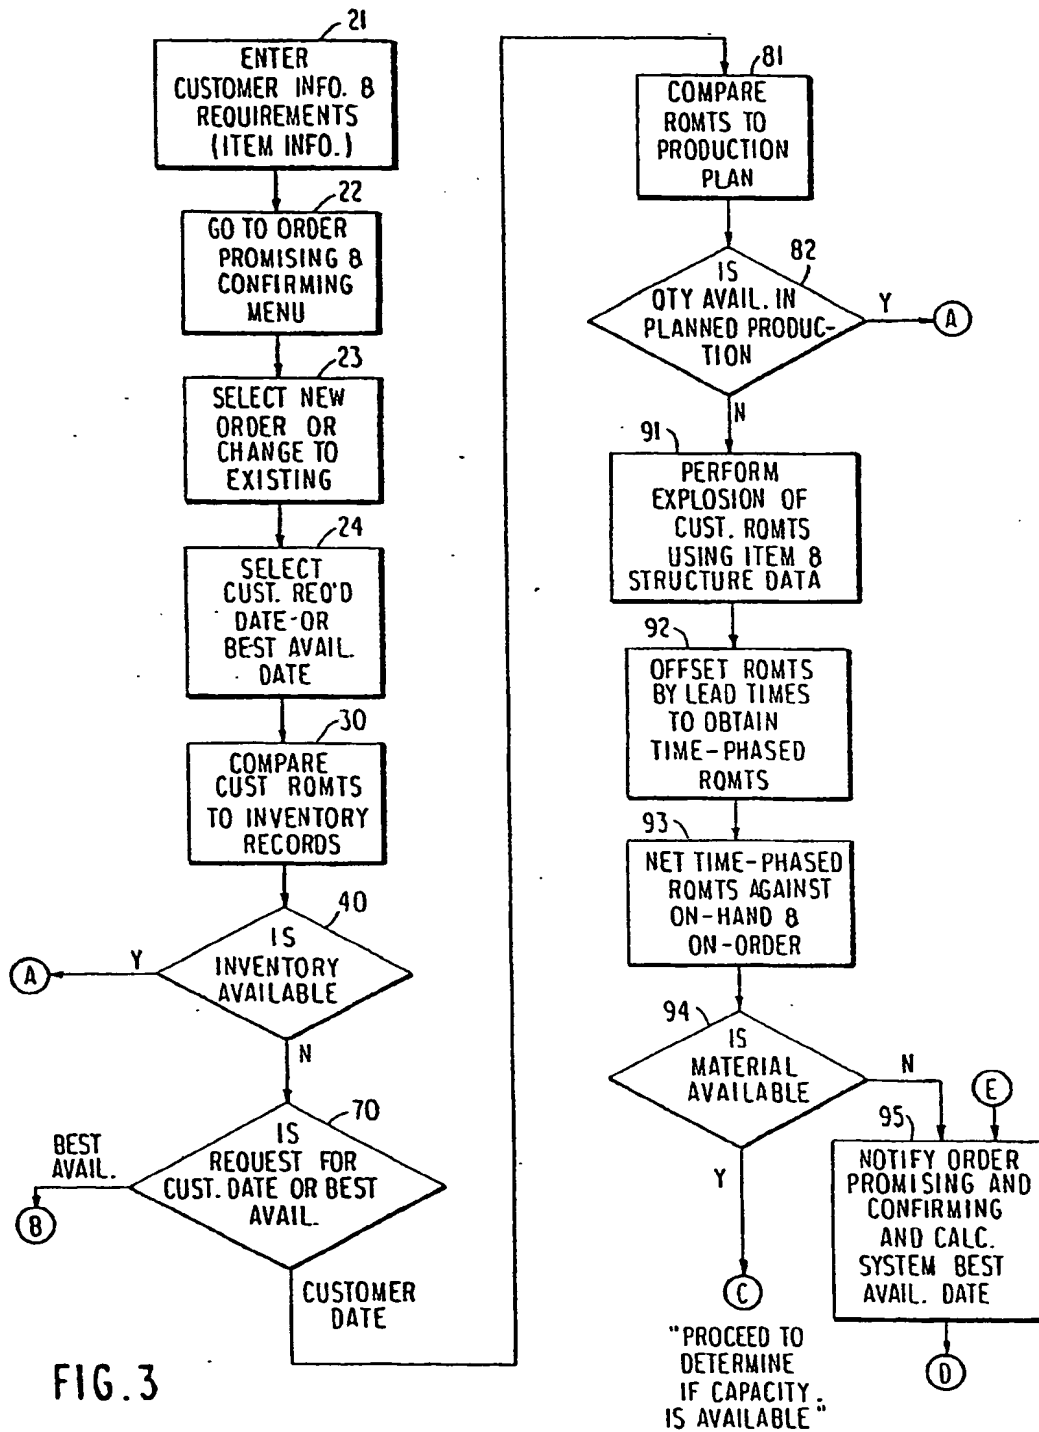 21
ENTER
CUSTOMER INFO. &
REQUIREMENTS
(ITEM INFO.)
22
GO TO ORDER
PROMISING &
CONFIRMING
MENU
23
SELECT NEW
ORDER OR
CHANGE TO
EXISTING
24
SELECT
CUST. REQ'D
DATE-OR
BEST AVAIL.
DATE
30
COMPARE
CUST RQMTS
TO INVENTORY
RECORDS
40
IS
INVENTORY
AVAILABLE
Y
A
N
70
IS
REQUEST FOR
CUST. DATE OR BEST
AVAIL.
BEST
AVAIL.
B
CUSTOMER
DATE
81
COMPARE
RQMTS TO
PRODUCTION
PLAN
82
IS
QTY AVAIL. IN
PLANNED PRODUC-
TION
Y
A
N
91
PERFORM
EXPLOSION OF
CUST. RQMTS
USING ITEM &
STRUCTURE DATA
92
OFFSET RQMTS
BY LEAD TIMES
TO OBTAIN
TIME-PHASED
RQMTS
93
NET TIME-PHASED
RQMTS AGAINST
ON-HAND &
ON-ORDER
94
IS
MATERIAL
AVAILABLE
N
E
Y
95
NOTIFY ORDER
PROMISING AND
CONFIRMING
AND CALC.
SYSTEM BEST
AVAIL. DATE
C
D
"PROCEED TO
DETERMINE
IF CAPACITY
IS AVAILABLE"
FIG.3